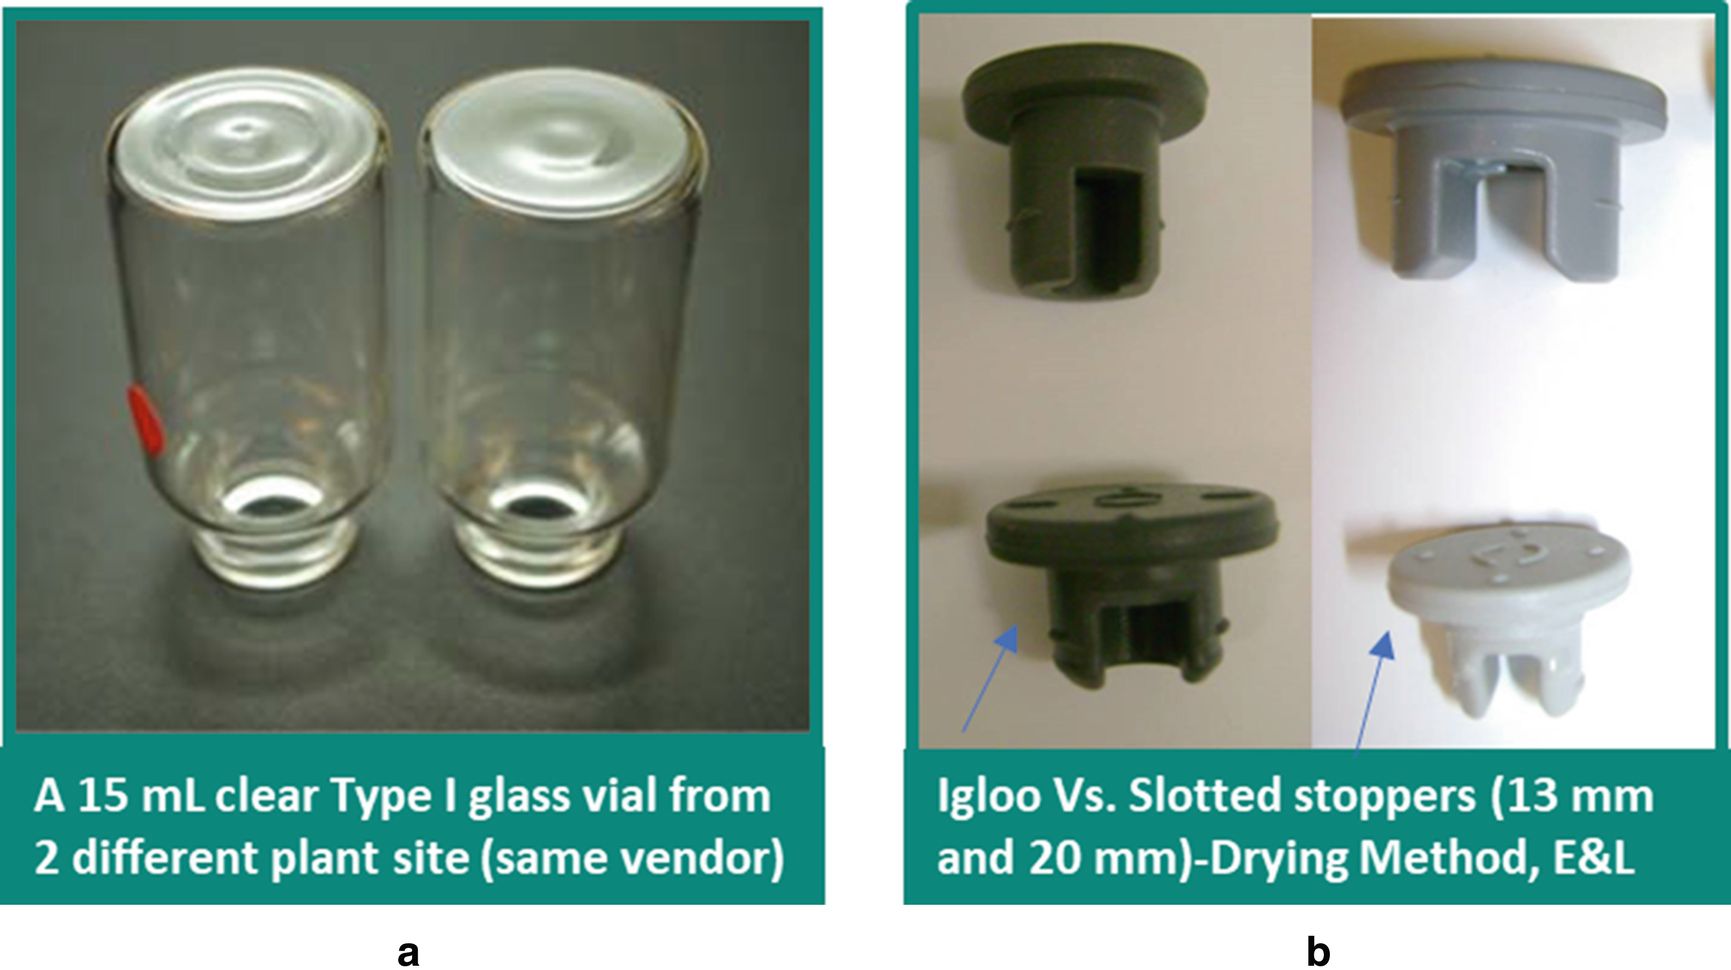 A 15 mL clear Type I glass vial from
2 different plant site (same vendor)
Igloo Vs. Slotted stoppers (13 mm
and 20 mm)-Drying Method, E&L
a
b